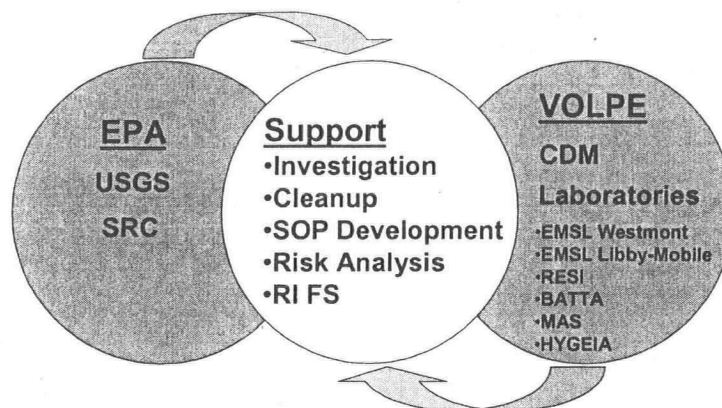 EPA
USGS
SRC
Support
•Investigation
•Cleanup
•SOP Development
•Risk Analysis
•RI FS
VOLPE
CDM
Laboratories
•EMSL Westmont
•EMSL Libby-Mobile
•RESI
•BATTA
•MAS
•HYGEIA